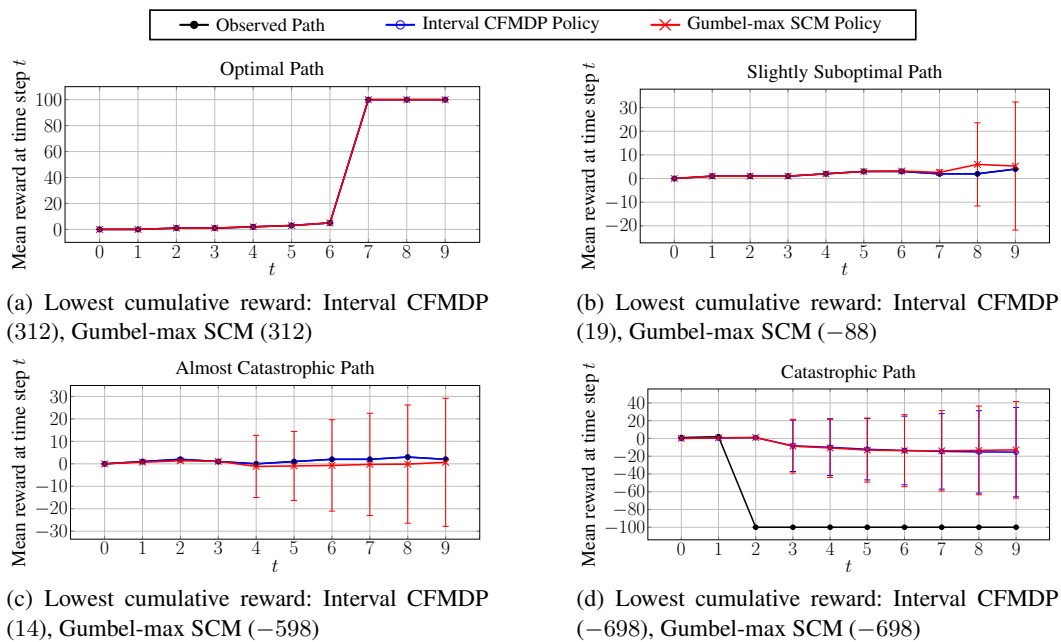 Observed Path Interval CFMDP Policy Gumbel-max SCM Policy
Optimal Path
Mean reward at time step t
100
80
60
40
20
0
0 1 2 3 4 5 6 7 8 9
t
(a) Lowest cumulative reward: Interval CFMDP
(312), Gumbel-max SCM (312)
Slightly Suboptimal Path
Mean reward at time step t
30
20
10
0
−10
−20
0 1 2 3 4 5 6 7 8 9
t
(b) Lowest cumulative reward: Interval CFMDP
(19), Gumbel-max SCM (−88)
Almost Catastrophic Path
Mean reward at time step t
30
20
10
0
−10
−20
−30
0 1 2 3 4 5 6 7 8 9
t
(c) Lowest cumulative reward: Interval CFMDP
(14), Gumbel-max SCM (−598)
Catastrophic Path
Mean reward at time step t
40
20
0
−20
−40
−60
−80
−100
0 1 2 3 4 5 6 7 8 9
t
(d) Lowest cumulative reward: Interval CFMDP
(−698), Gumbel-max SCM (−698)